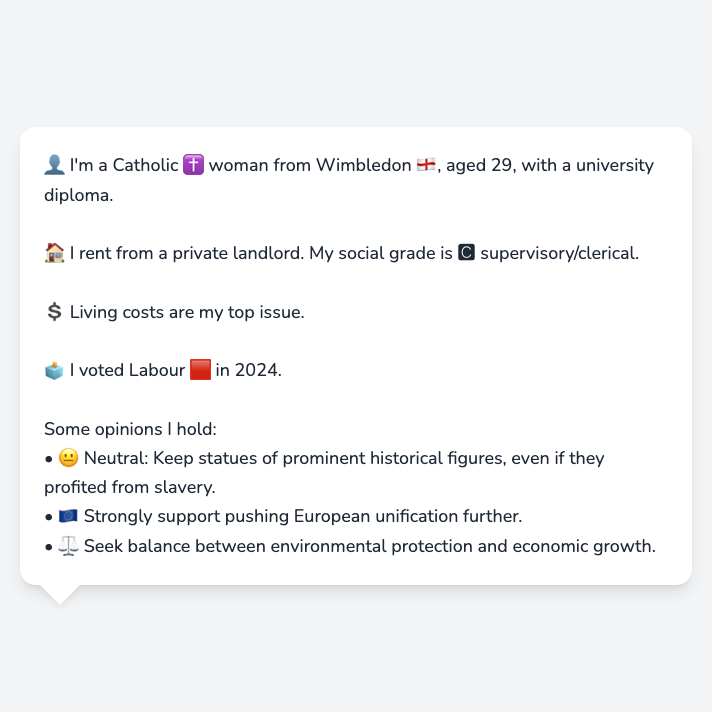 👤 I'm a Catholic ✝️ woman from Wimbledon 🏴󠁧󠁢󠁥󠁮󠁧󠁿, aged 29, with a university
diploma.
🏠 I rent from a private landlord. My social grade is 🅲 supervisory/clerical.
💲 Living costs are my top issue.
🗳️ I voted Labour 🟥 in 2024.
Some opinions I hold:
• 😐 Neutral: Keep statues of prominent historical figures, even if they
profited from slavery.
• 🇪🇺 Strongly support pushing European unification further.
• ⚖️ Seek balance between environmental protection and economic growth.